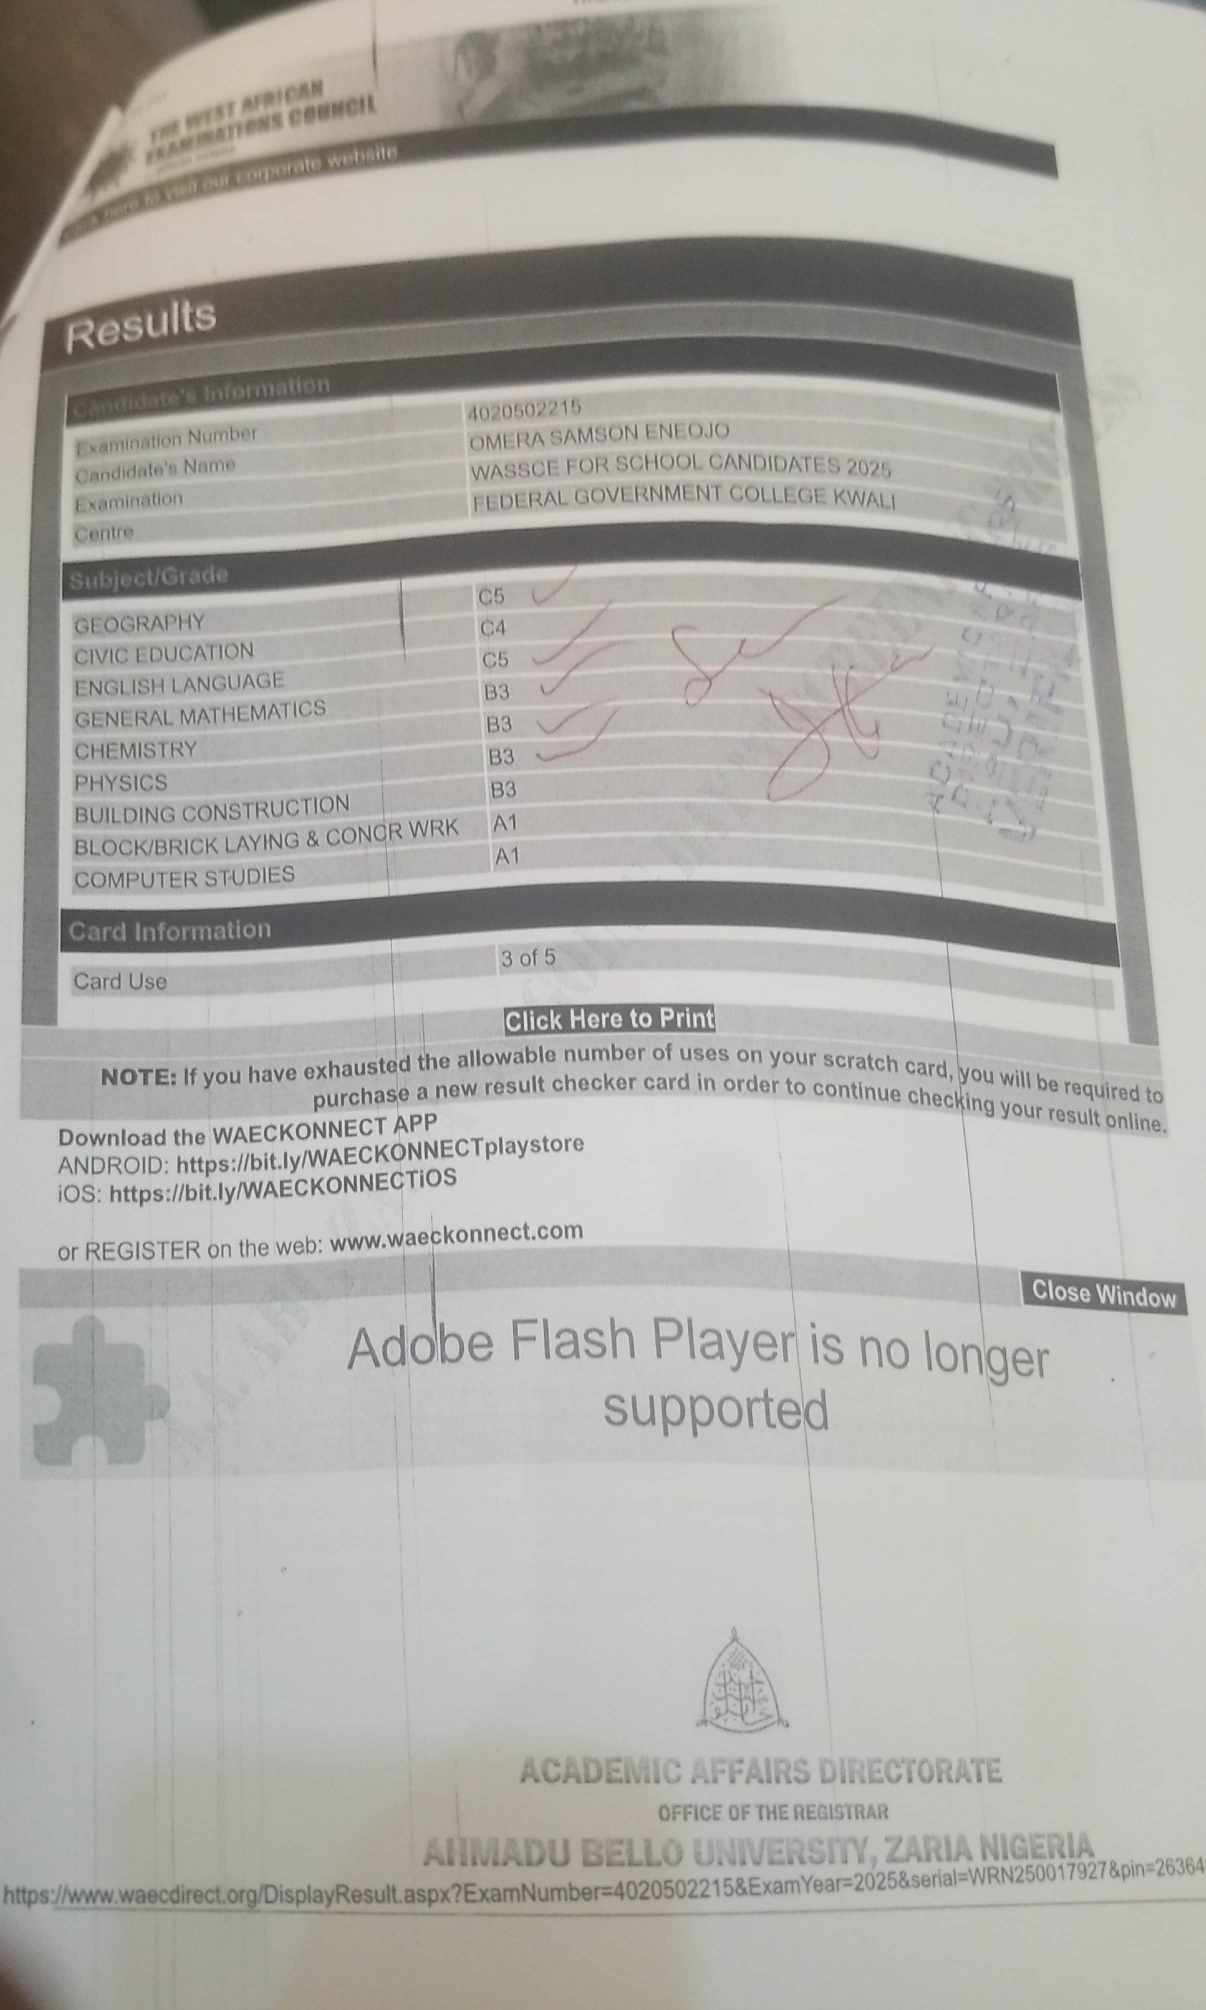 THE WEST AFRICAN
EXAMINATIONS COUNCIL
click here to visit our corporate website
Results
Candidate's Information
Examination Number 4020502215
Candidate's Name OMERA SAMSON ENEOJO
Examination WASSCE FOR SCHOOL CANDIDATES 2025
Centre FEDERAL GOVERNMENT COLLEGE KWALI
Subject/Grade
GEOGRAPHY C5
CIVIC EDUCATION C4
ENGLISH LANGUAGE C5
GENERAL MATHEMATICS B3
CHEMISTRY B3
PHYSICS B3
BUILDING CONSTRUCTION B3
BLOCK/BRICK LAYING & CONCR WRK A1
COMPUTER STUDIES A1
Card Information
Card Use 3 of 5
Click Here to Print
NOTE: If you have exhausted the allowable number of uses on your scratch card, you will be required to
purchase a new result checker card in order to continue checking your result online.
Download the WAECKONNECT APP
ANDROID: https://bit.ly/WAECKONNECTplaystore
iOS: https://bit.ly/WAECKONNECTiOS
or REGISTER on the web: www.waeckonnect.com
Close Window
Adobe Flash Player is no longer
supported
ACADEMIC AFFAIRS DIRECTORATE
OFFICE OF THE REGISTRAR
AHMADU BELLO UNIVERSITY, ZARIA NIGERIA
https://www.waecdirect.org/DisplayResult.aspx?ExamNumber=4020502215&ExamYear=2025&serial=WRN250017927&pin=26364